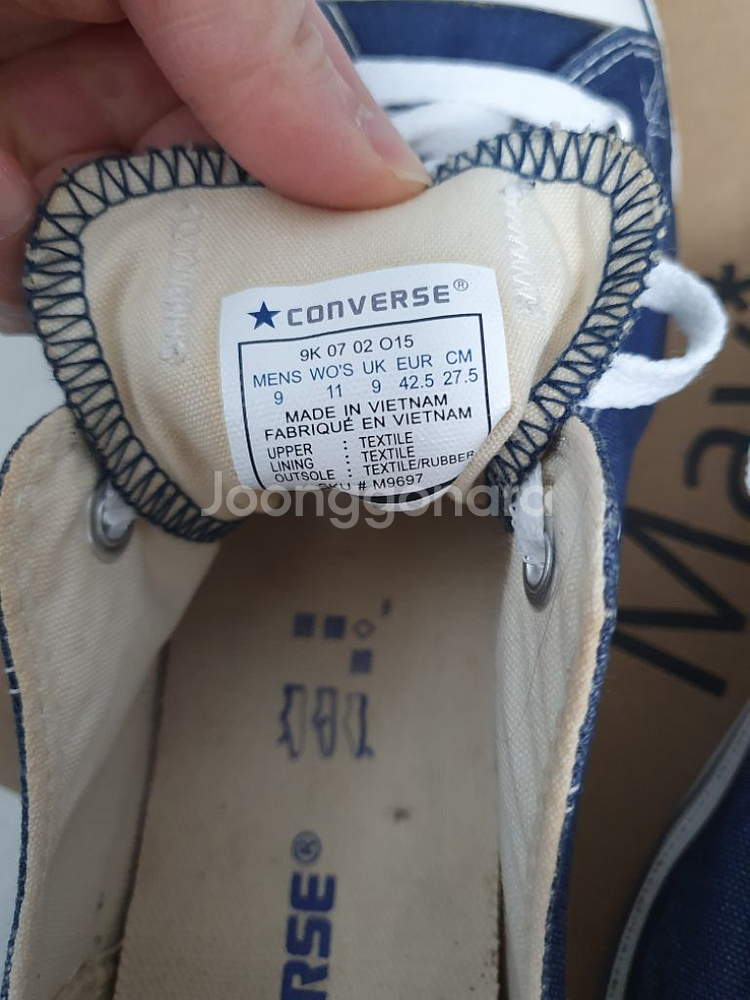 CONVERSE®
9K 07 02 O15
MENS WO'S UK EUR CM
9 11 9 42.5 27.5
MADE IN VIETNAM
FABRIQUÉ EN VIETNAM
UPPER : TEXTILE
LINING : TEXTILE
OUTSOLE : TEXTILE/RUBBER
SKU # M9697
Joonggonara